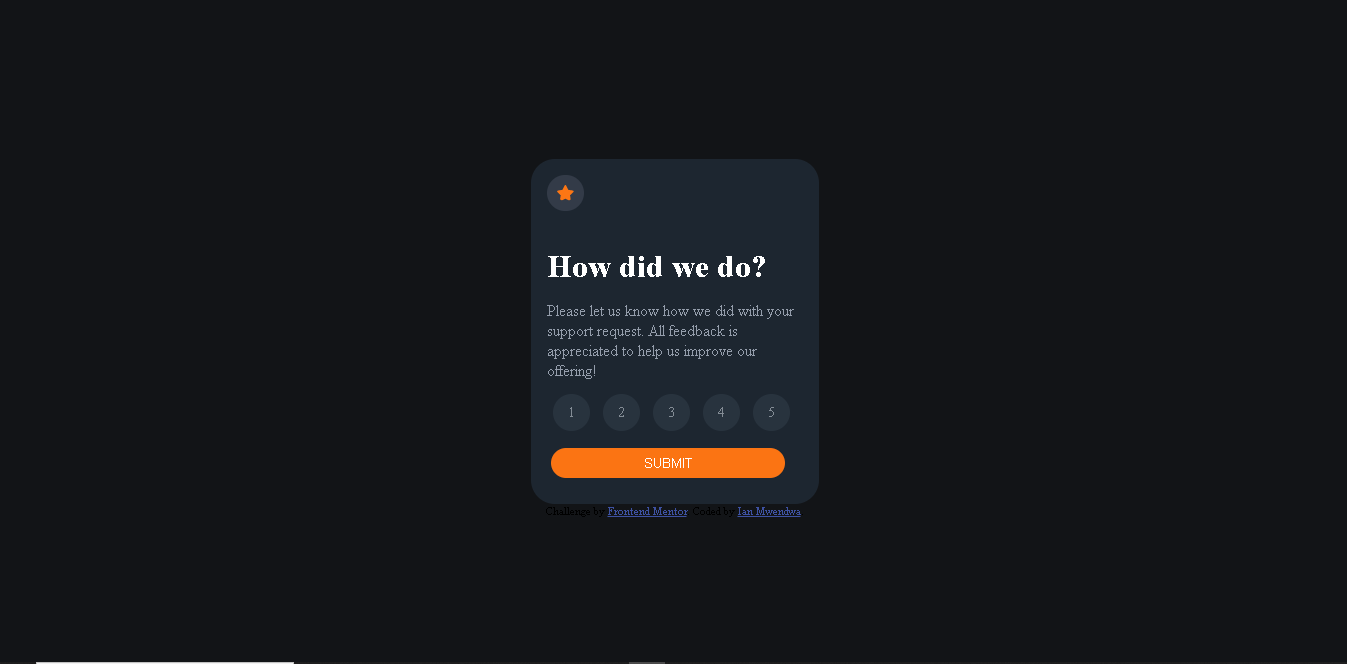 How did we do?
Please let us know how we did with your
support request. All feedback is
appreciated to help us improve our
offering!
1 2 3 4 5
SUBMIT
Challenge by Frontend Mentor. Coded by Ian Mwendwa.